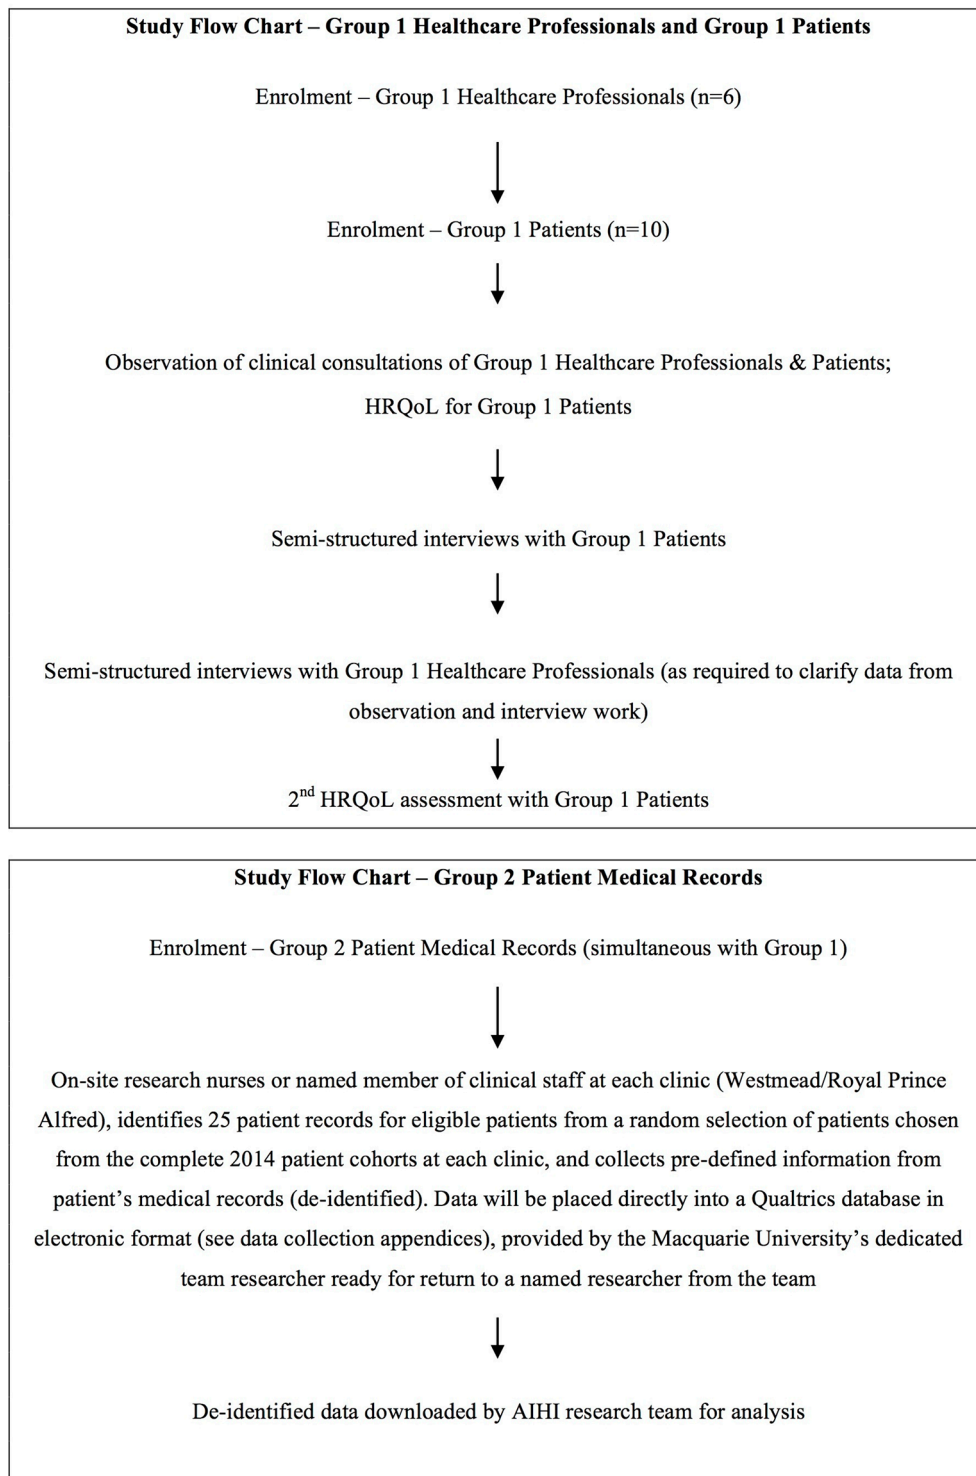 Study Flow Chart – Group 1 Healthcare Professionals and Group 1 Patients
Enrolment – Group 1 Healthcare Professionals (n=6)
Enrolment – Group 1 Patients (n=10)
Observation of clinical consultations of Group 1 Healthcare Professionals & Patients;
HRQoL for Group 1 Patients
Semi-structured interviews with Group 1 Patients
Semi-structured interviews with Group 1 Healthcare Professionals (as required to clarify data from
observation and interview work)
2nd HRQoL assessment with Group 1 Patients
Study Flow Chart – Group 2 Patient Medical Records
Enrolment – Group 2 Patient Medical Records (simultaneous with Group 1)
On-site research nurses or named member of clinical staff at each clinic (Westmead/Royal Prince
Alfred), identifies 25 patient records for eligible patients from a random selection of patients chosen
from the complete 2014 patient cohorts at each clinic, and collects pre-defined information from
patient’s medical records (de-identified). Data will be placed directly into a Qualtrics database in
electronic format (see data collection appendices), provided by the Macquarie University’s dedicated
team researcher ready for return to a named researcher from the team
De-identified data downloaded by AIHI research team for analysis